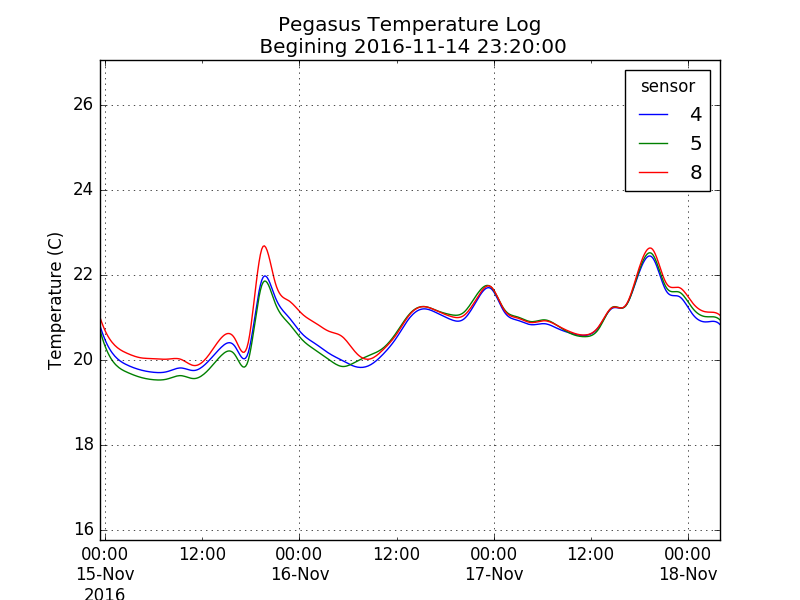 Pegasus Temperature Log
Begining 2016-11-14 23:20:00
sensor
4
5
8
Temperature (C)
26
24
22
20
18
16
00:00 12:00 00:00 12:00 00:00 12:00 00:00
15-Nov 16-Nov 17-Nov 18-Nov
2016